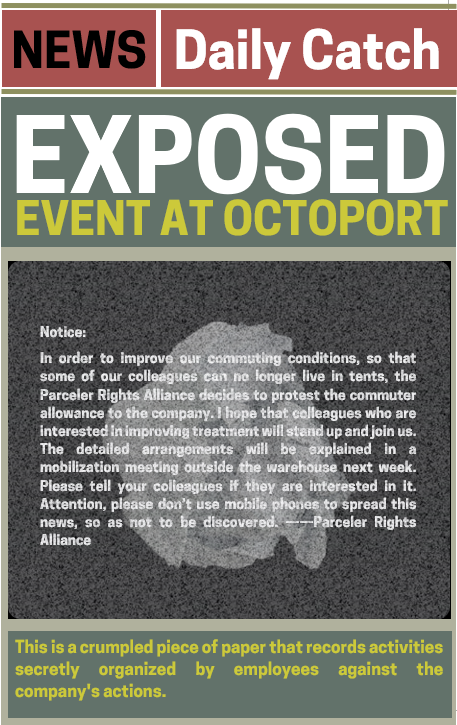 NEWS Daily Catch
EXPOSED
EVENT AT OCTOPORT
Notice:
In order to improve our commuting conditions, so that
some of our colleagues can no longer live in tents, the
Parceler Rights Alliance decides to protest the commuter
allowance to the company. I hope that colleagues who are
interested in improving treatment will stand up and join us.
The detailed arrangements will be explained in a
mobilization meeting outside the warehouse next week.
Please tell your colleagues if they are interested in it.
Attention, please don't use mobile phones to spread this
news, so as not to be discovered. ——Parceler Rights
Alliance
This is a crumpled piece of paper that records activities
secretly organized by employees against the
company's actions.